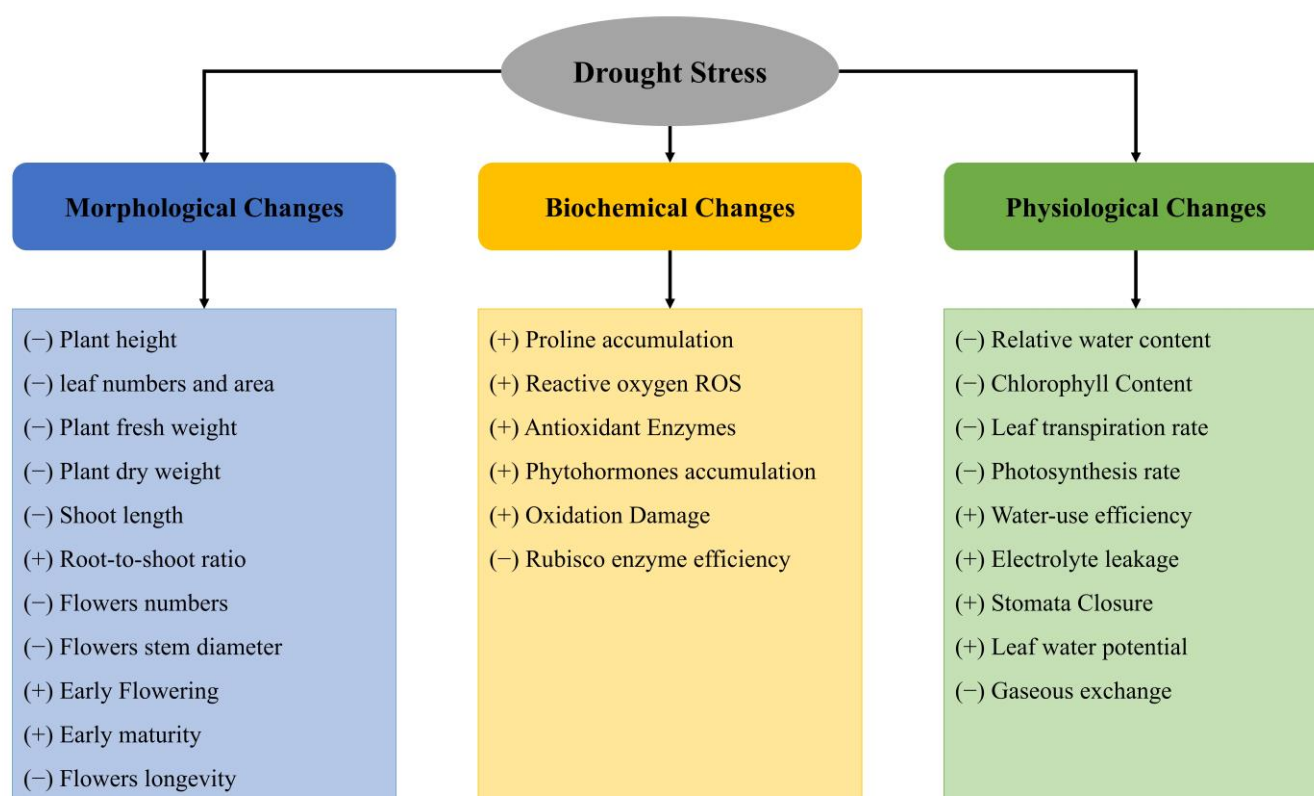 Drought Stress
Morphological Changes
(−) Plant height
(−) leaf numbers and area
(−) Plant fresh weight
(−) Plant dry weight
(−) Shoot length
(+) Root-to-shoot ratio
(−) Flowers numbers
(−) Flowers stem diameter
(+) Early Flowering
(+) Early maturity
(−) Flowers longevity
Biochemical Changes
(+) Proline accumulation
(+) Reactive oxygen ROS
(+) Antioxidant Enzymes
(+) Phytohormones accumulation
(+) Oxidation Damage
(−) Rubisco enzyme efficiency
Physiological Changes
(−) Relative water content
(−) Chlorophyll Content
(−) Leaf transpiration rate
(−) Photosynthesis rate
(+) Water-use efficiency
(+) Electrolyte leakage
(+) Stomata Closure
(+) Leaf water potential
(−) Gaseous exchange